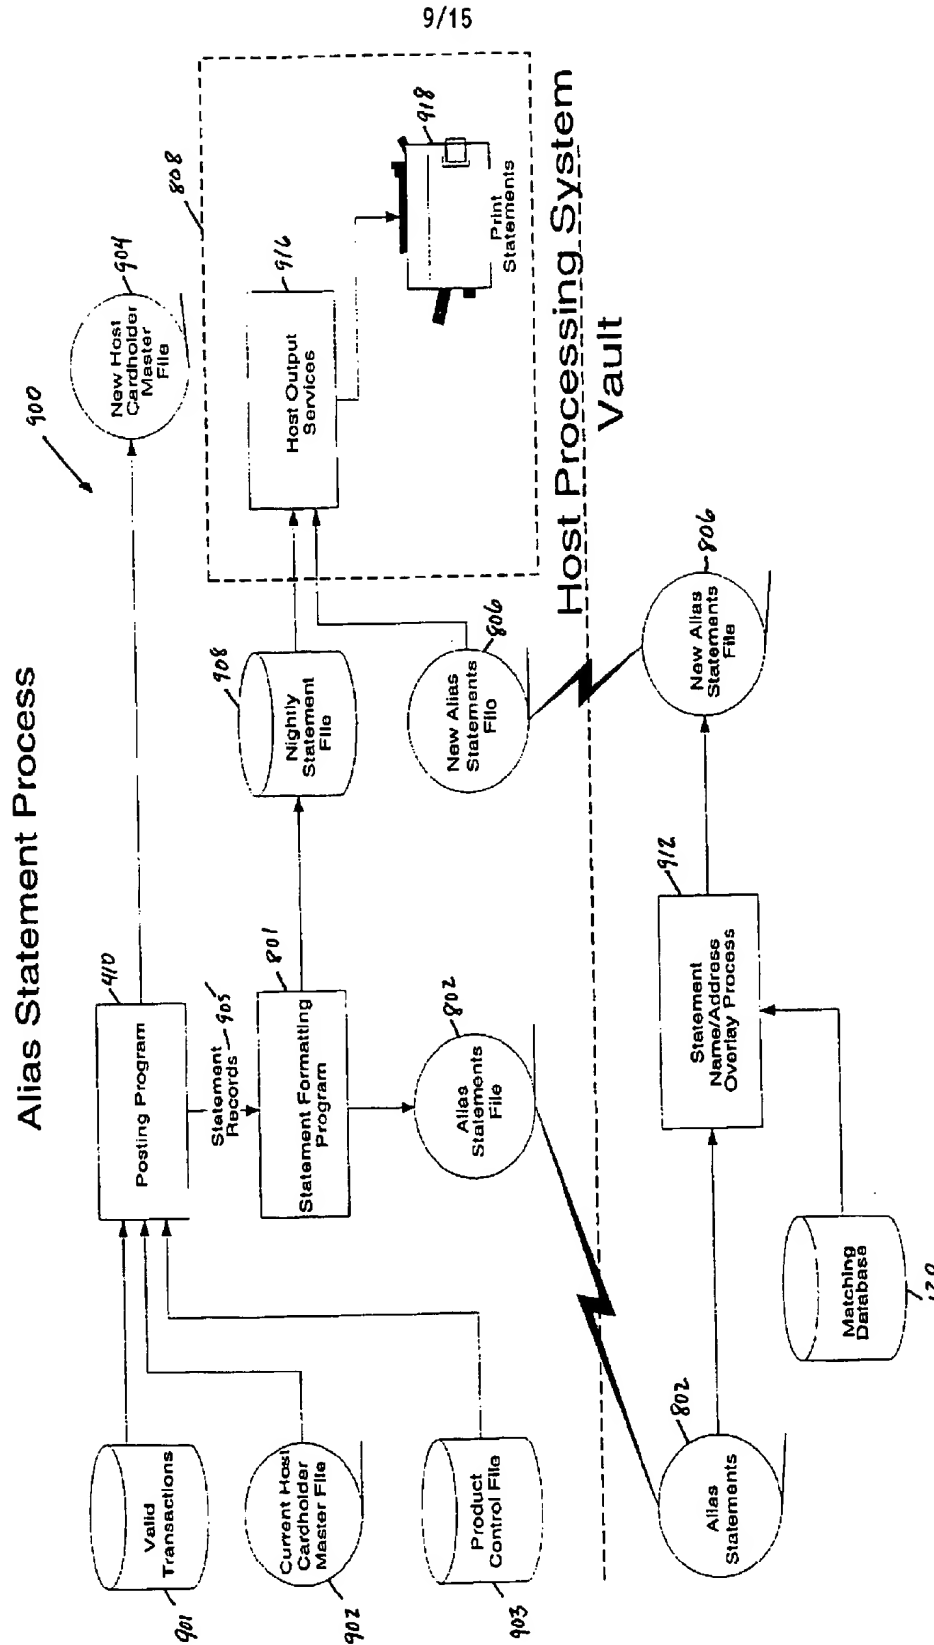 9/15
Alias Statement Process
900
Valid
Transactions
901
Current Host
Cardholder
Master File
902
Product
Control File
903
Posting Program
410
Statement
Records
905
Statement Formatting
Program
801
Alias
Statements
File
802
New Host
Cardholder
Master
File
904
Nightly
Statement
File
908
New Alias
Statements
File
806
808
Host Output
Services
916
Print
Statements
918
Host Processing System
Vault
Alias
Statements
802
Matching
Database
Statement
Name/Address
Overlay Process
912
New Alias
Statements
File
806